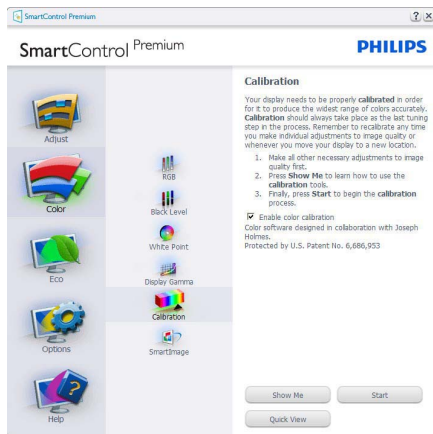 SmartControl Premium
SmartControl Premium
PHILIPS
Adjust
Color
Eco
Options
Help
RGB
Black Level
White Point
Display Gamma
Calibration
SmartImage
Calibration
Your display needs to be properly calibrated in order
for it to produce the widest range of colors accurately.
Calibration should always take place as the last tuning
step in the process. Remember to recalibrate any time
you make individual adjustments to image quality or
whenever you move your display to a new location.
1. Make all other necessary adjustments to image
quality first.
2. Press Show Me to learn how to use the
calibration tools.
3. Finally, press Start to begin the calibration
process.
Enable color calibration
Color software designed in collaboration with Joseph
Holmes.
Protected by U.S. Patent No. 6,686,953
Show Me
Start
Quick View